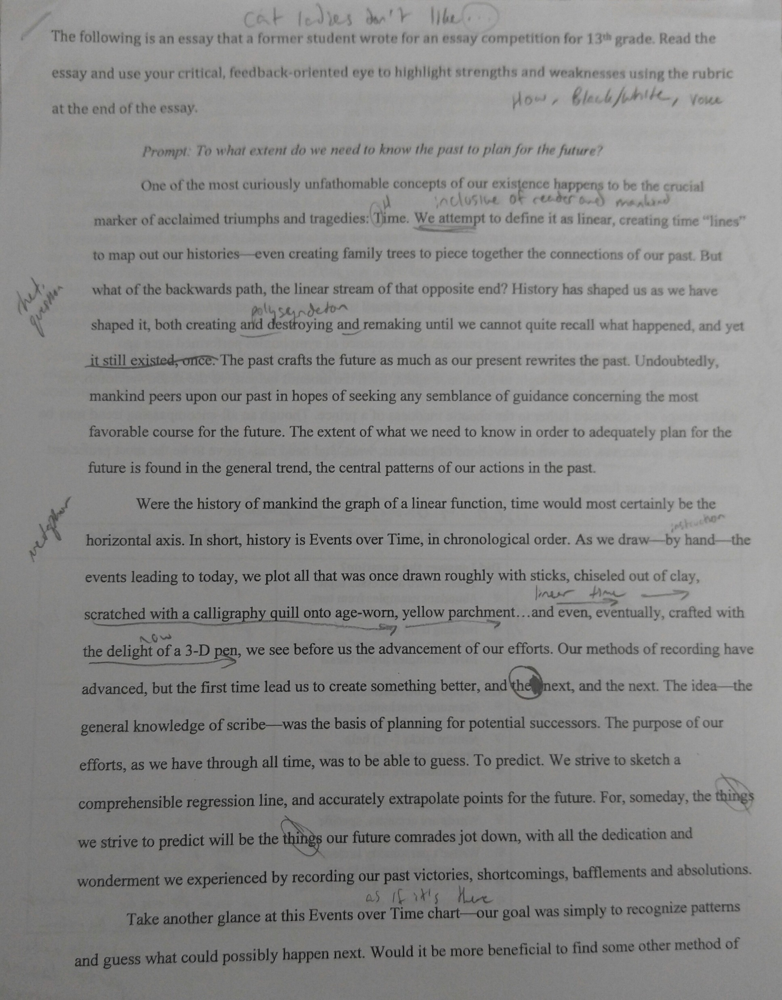 cat ladies don't like ...
The following is an essay that a former student wrote for an essay competition for 13th grade. Read the
essay and use your critical, feedback-oriented eye to highlight strengths and weaknesses using the rubric
How, Black/white, voice
at the end of the essay.
Prompt: To what extent do we need to know the past to plan for the future?
One of the most curiously unfathomable concepts of our existence happens to be the crucial
inclusive of reader and mankind
marker of acclaimed triumphs and tragedies: Time. We attempt to define it as linear, creating time “lines”
to map out our histories—even creating family trees to piece together the connections of our past. But
rhet. question
what of the backwards path, the linear stream of that opposite end? History has shaped us as we have
polysyndeton
shaped it, both creating and destroying and remaking until we cannot quite recall what happened, and yet
it still existed, once. The past crafts the future as much as our present rewrites the past. Undoubtedly,
mankind peers upon our past in hopes of seeking any semblance of guidance concerning the most
favorable course for the future. The extent of what we need to know in order to adequately plan for the
future is found in the general trend, the central patterns of our actions in the past.
Were the history of mankind the graph of a linear function, time would most certainly be the
metaphor
instruction
horizontal axis. In short, history is Events over Time, in chronological order. As we draw—by hand—the
events leading to today, we plot all that was once drawn roughly with sticks, chiseled out of clay,
linear time
scratched with a calligraphy quill onto age-worn, yellow parchment…and even, eventually, crafted with
now
the delight of a 3-D pen, we see before us the advancement of our efforts. Our methods of recording have
advanced, but the first time lead us to create something better, and the next, and the next. The idea—the
general knowledge of scribe—was the basis of planning for potential successors. The purpose of our
efforts, as we have through all time, was to be able to guess. To predict. We strive to sketch a
comprehensible regression line, and accurately extrapolate points for the future. For, someday, the things
we strive to predict will be the things our future comrades jot down, with all the dedication and
wonderment we experienced by recording our past victories, shortcomings, bafflements and absolutions.
as if it's there
Take another glance at this Events over Time chart—our goal was simply to recognize patterns
and guess what could possibly happen next. Would it be more beneficial to find some other method of